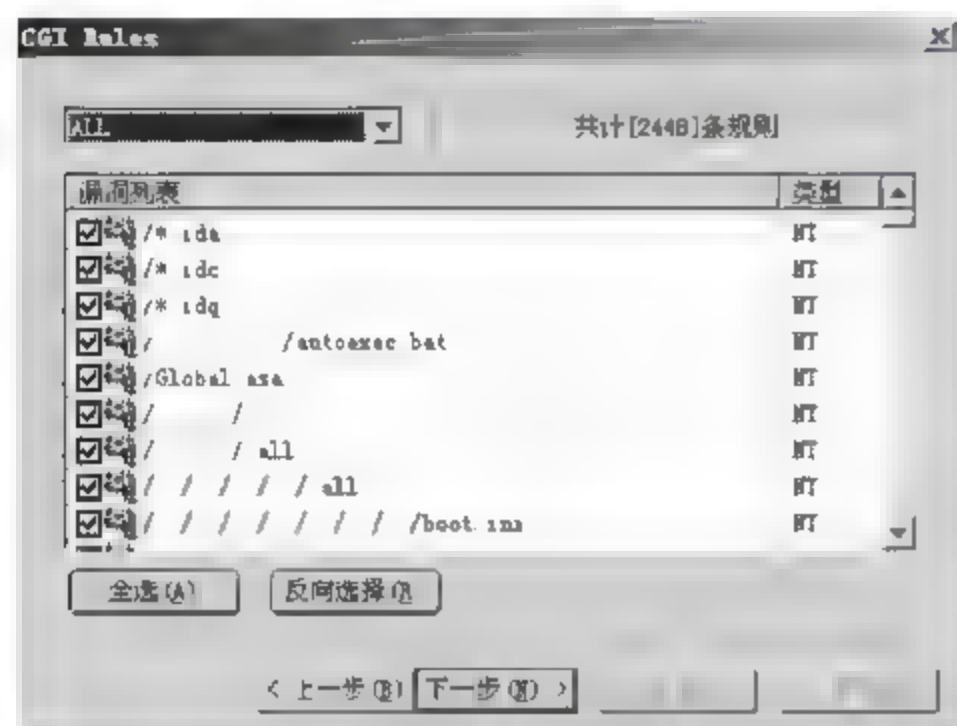 CGI Rules
ALL
共计[2448]条规则
漏洞列表 类型
/* ida NT
/* idc NT
/* idq NT
/ /autoexec bat NT
/Global asa NT
/ / NT
/ / all NT
/ / / / / all NT
/ / / / / / / /boot ini NT
全选(A) 反向选择(R
< 上一步(B) 下一步(N) >